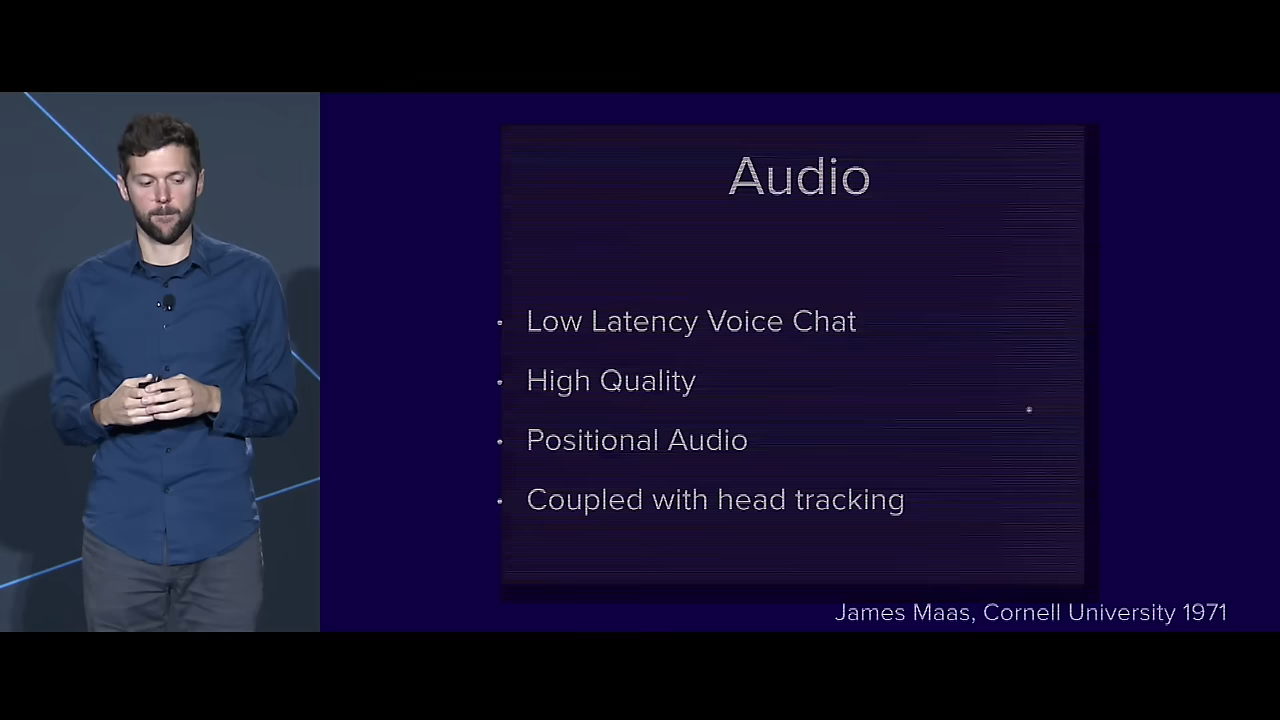 Audio
· Low Latency Voice Chat
· High Quality
· Positional Audio
· Coupled with head tracking
James Maas, Cornell University 1971